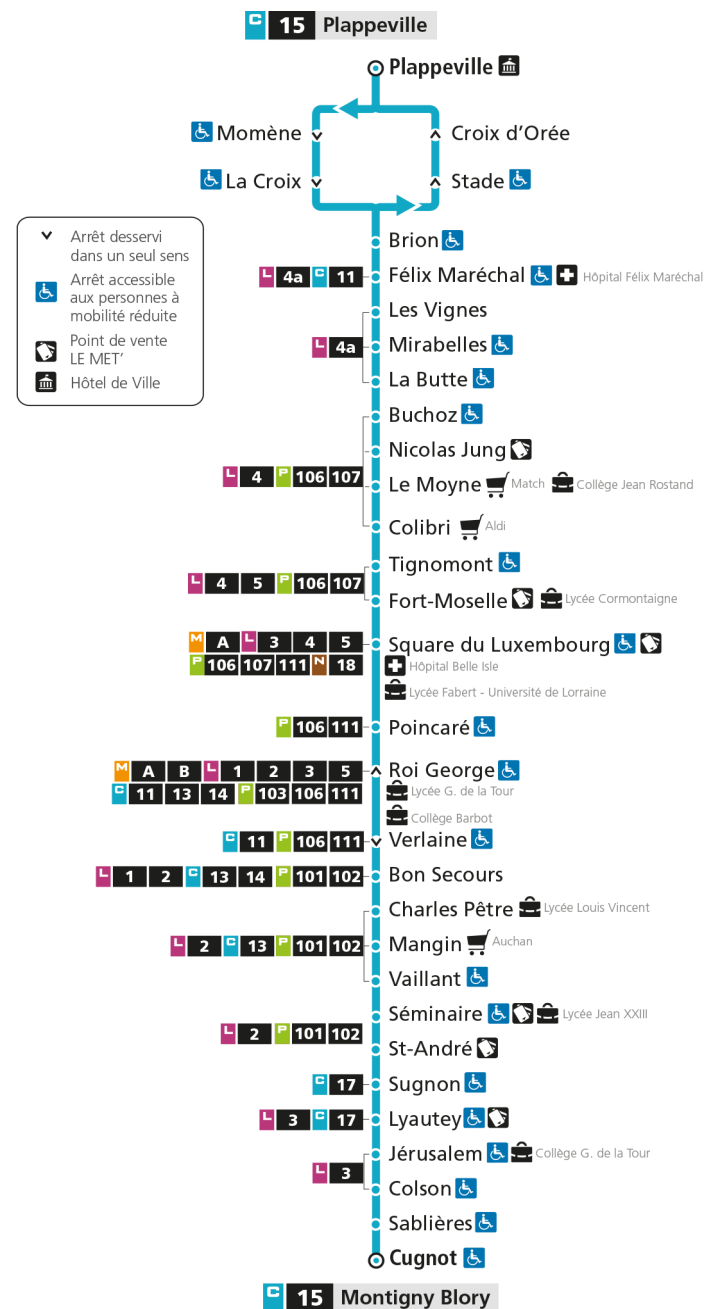 C 15 Plappeville
Plappeville
Momène
Croix d'Orée
La Croix
Stade
Arrêt desservi
dans un seul sens
Arrêt accessible
aux personnes à
mobilité réduite
Point de vente
LE MET'
Hôtel de Ville
Brion
L 4a C 11 Félix Maréchal Hôpital Félix Maréchal
Les Vignes
L 4a Mirabelles
La Butte
Buchoz
Nicolas Jung
L 4 P 106 107 Le Moyne Match Collège Jean Rostand
Colibri Aldi
Tignomont
L 4 5 P 106 107
Fort-Moselle Lycée Cormontaigne
M A L 3 4 5 Square du Luxembourg
P 106 107 111 N 18 Hôpital Belle Isle
Lycée Fabert - Université de Lorraine
P 106 111 Poincaré
M A B L 1 2 3 5 Roi George
C 11 13 14 P 103 106 111 Lycée G. de la Tour
Collège Barbot
C 11 P 106 111 Verlaine
L 1 2 C 13 14 P 101 102 Bon Secours
Charles Pêtre Lycée Louis Vincent
L 2 C 13 P 101 102 Mangin Auchan
Vaillant
Séminaire Lycée Jean XXIII
L 2 P 101 102
St-André
C 17 Sugnon
L 3 C 17 Lyautey
Jérusalem Collège G. de la Tour
L 3
Colson
Sablières
Cugnot
C 15 Montigny Blory